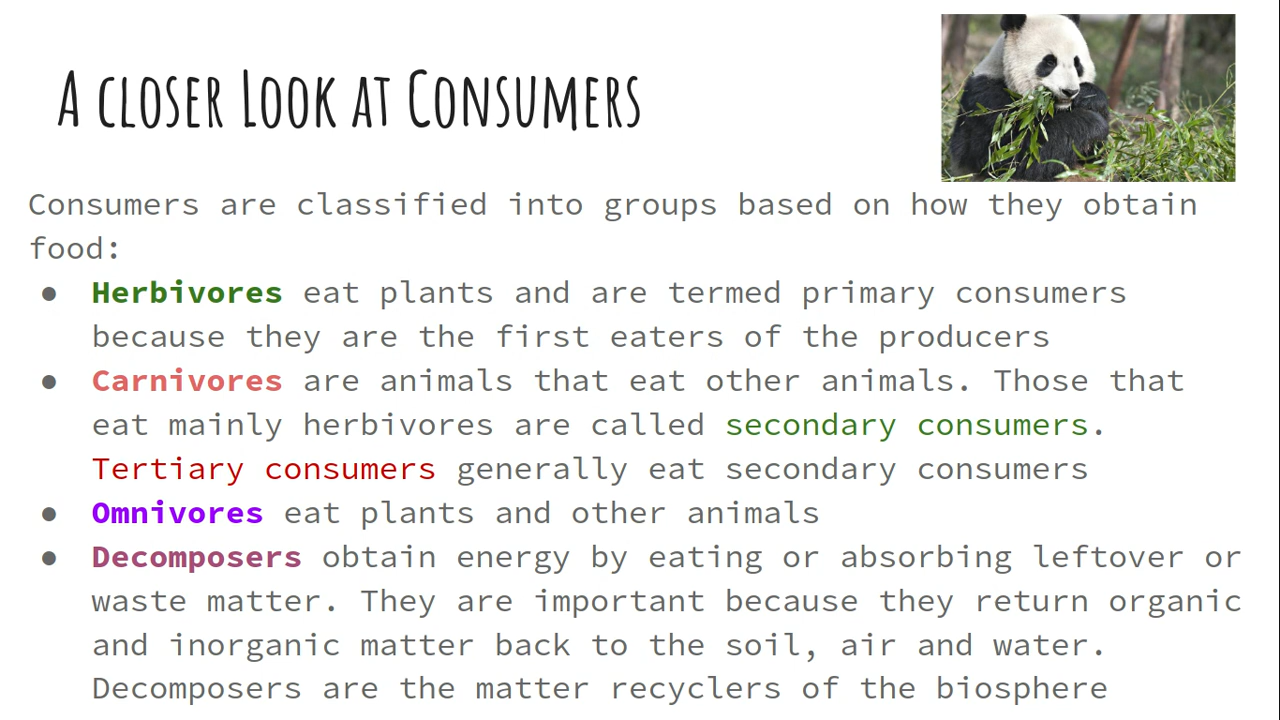 A closer Look at Consumers
Consumers are classified into groups based on how they obtain
food:
● Herbivores eat plants and are termed primary consumers
because they are the first eaters of the producers
● Carnivores are animals that eat other animals. Those that
eat mainly herbivores are called secondary consumers.
Tertiary consumers generally eat secondary consumers
● Omnivores eat plants and other animals
● Decomposers obtain energy by eating or absorbing leftover or
waste matter. They are important because they return organic
and inorganic matter back to the soil, air and water.
Decomposers are the matter recyclers of the biosphere